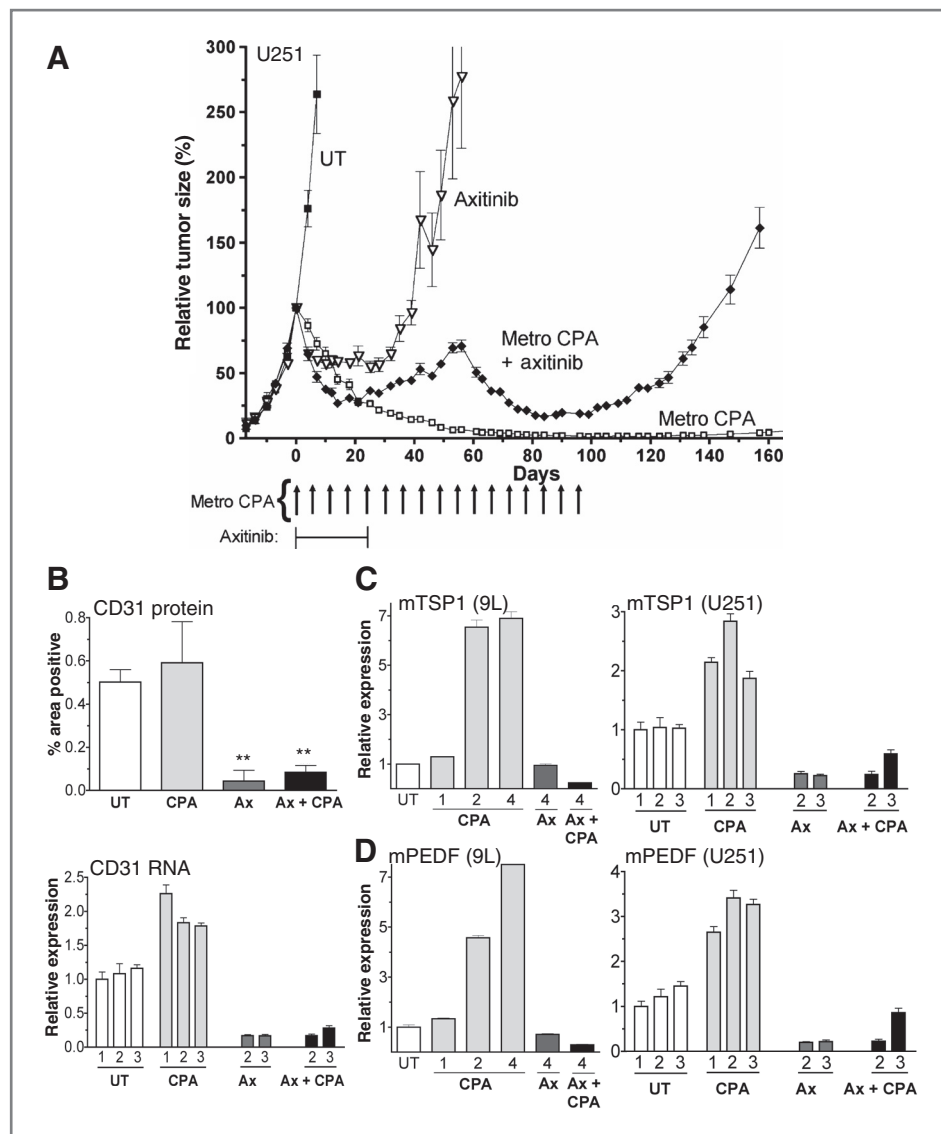 A
U251
Relative tumor size (%)
300
250
200
150
100
50
0
UT
Axitinib
Metro CPA
+ axitinib
Metro CPA
0 20 40 60 80 100 120 140 160
Days
Metro CPA {
Axitinib:
B
CD31 protein
% area positive
0.8
0.6
0.4
0.2
0.0
** **
UT CPA Ax Ax + CPA
CD31 RNA
Relative expression
2.5
2.0
1.5
1.0
0.5
0.0
1 2 3 1 2 3 2 3 2 3
UT CPA Ax Ax + CPA
C
mTSP1 (9L)
Relative expression
7
5
3
1
UT 1 2 4 4 4
CPA Ax Ax +
CPA
mTSP1 (U251)
3
2
1
0
1 2 3 1 2 3 2 3 2 3
UT CPA Ax Ax + CPA
D
mPEDF (9L)
Relative expression
7
4
1
UT 1 2 4 4 4
CPA Ax Ax +
CPA
mPEDF (U251)
4
3
2
1
0
1 2 3 1 2 3 2 3 2 3
UT CPA Ax Ax + CPA